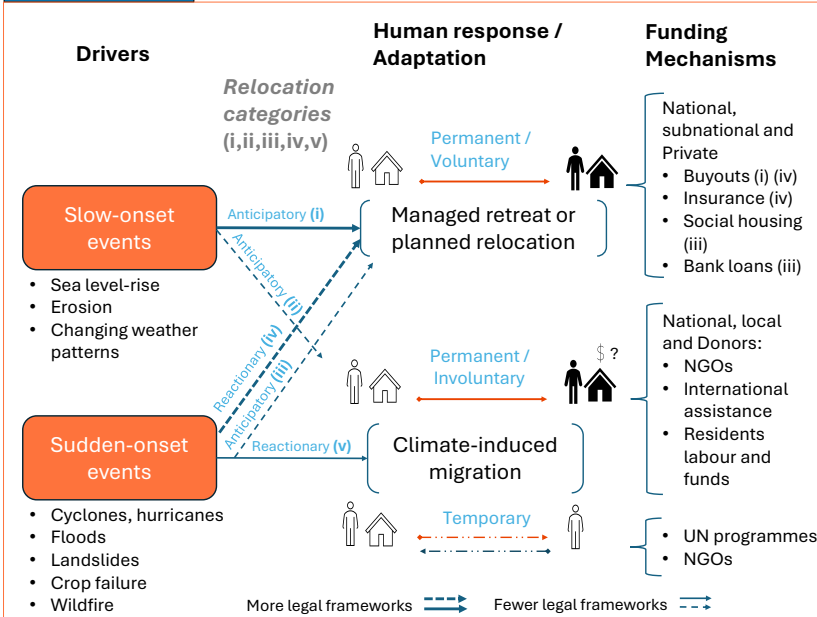 Drivers
Human response /
Adaptation
Funding
Mechanisms
Relocation
categories
(i,ii,iii,iv,v)
Slow-onset
events
• Sea level-rise
• Erosion
• Changing weather
patterns
Sudden-onset
events
• Cyclones, hurricanes
• Floods
• Landslides
• Crop failure
• Wildfire
Anticipatory (i)
Anticipatory (ii)
Reactionary (iv)
Anticipatory (iii)
Reactionary (v)
Permanent /
Voluntary
Managed retreat or
planned relocation
Permanent /
Involuntary
$ ?
Climate-induced
migration
Temporary
National,
subnational and
Private
• Buyouts (i) (iv)
• Insurance (iv)
• Social housing
(iii)
• Bank loans (iii)
National, local
and Donors:
• NGOs
• International
assistance
• Residents
labour and
funds
• UN programmes
• NGOs
More legal frameworks
Fewer legal frameworks